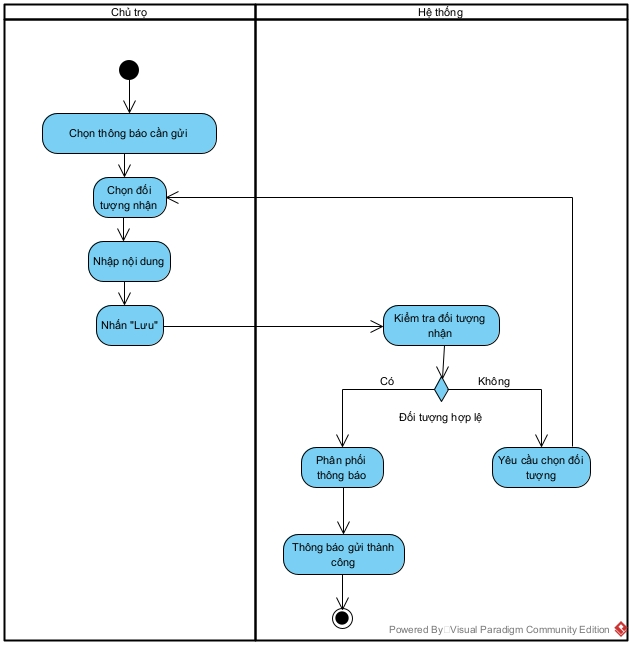 Chủ trọ
Hệ thống
Chọn thông báo cần gửi
Chọn đối
tượng nhận
Nhập nội dung
Nhấn "Lưu"
Kiểm tra đối tượng
nhận
Có
Không
Đối tượng hợp lệ
Phân phối
thông báo
Yêu cầu chọn đối
tượng
Thông báo gửi thành
công
Powered By Visual Paradigm Community Edition